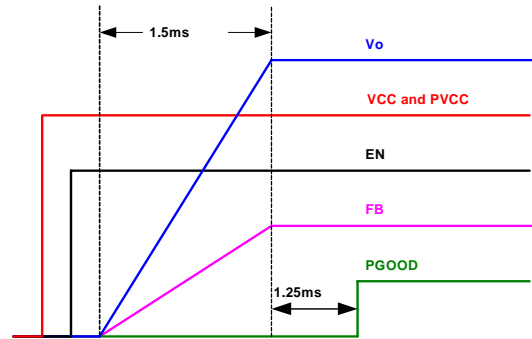 1.5ms
Vo
VCC and PVCC
EN
FB
PGOOD
1.25ms